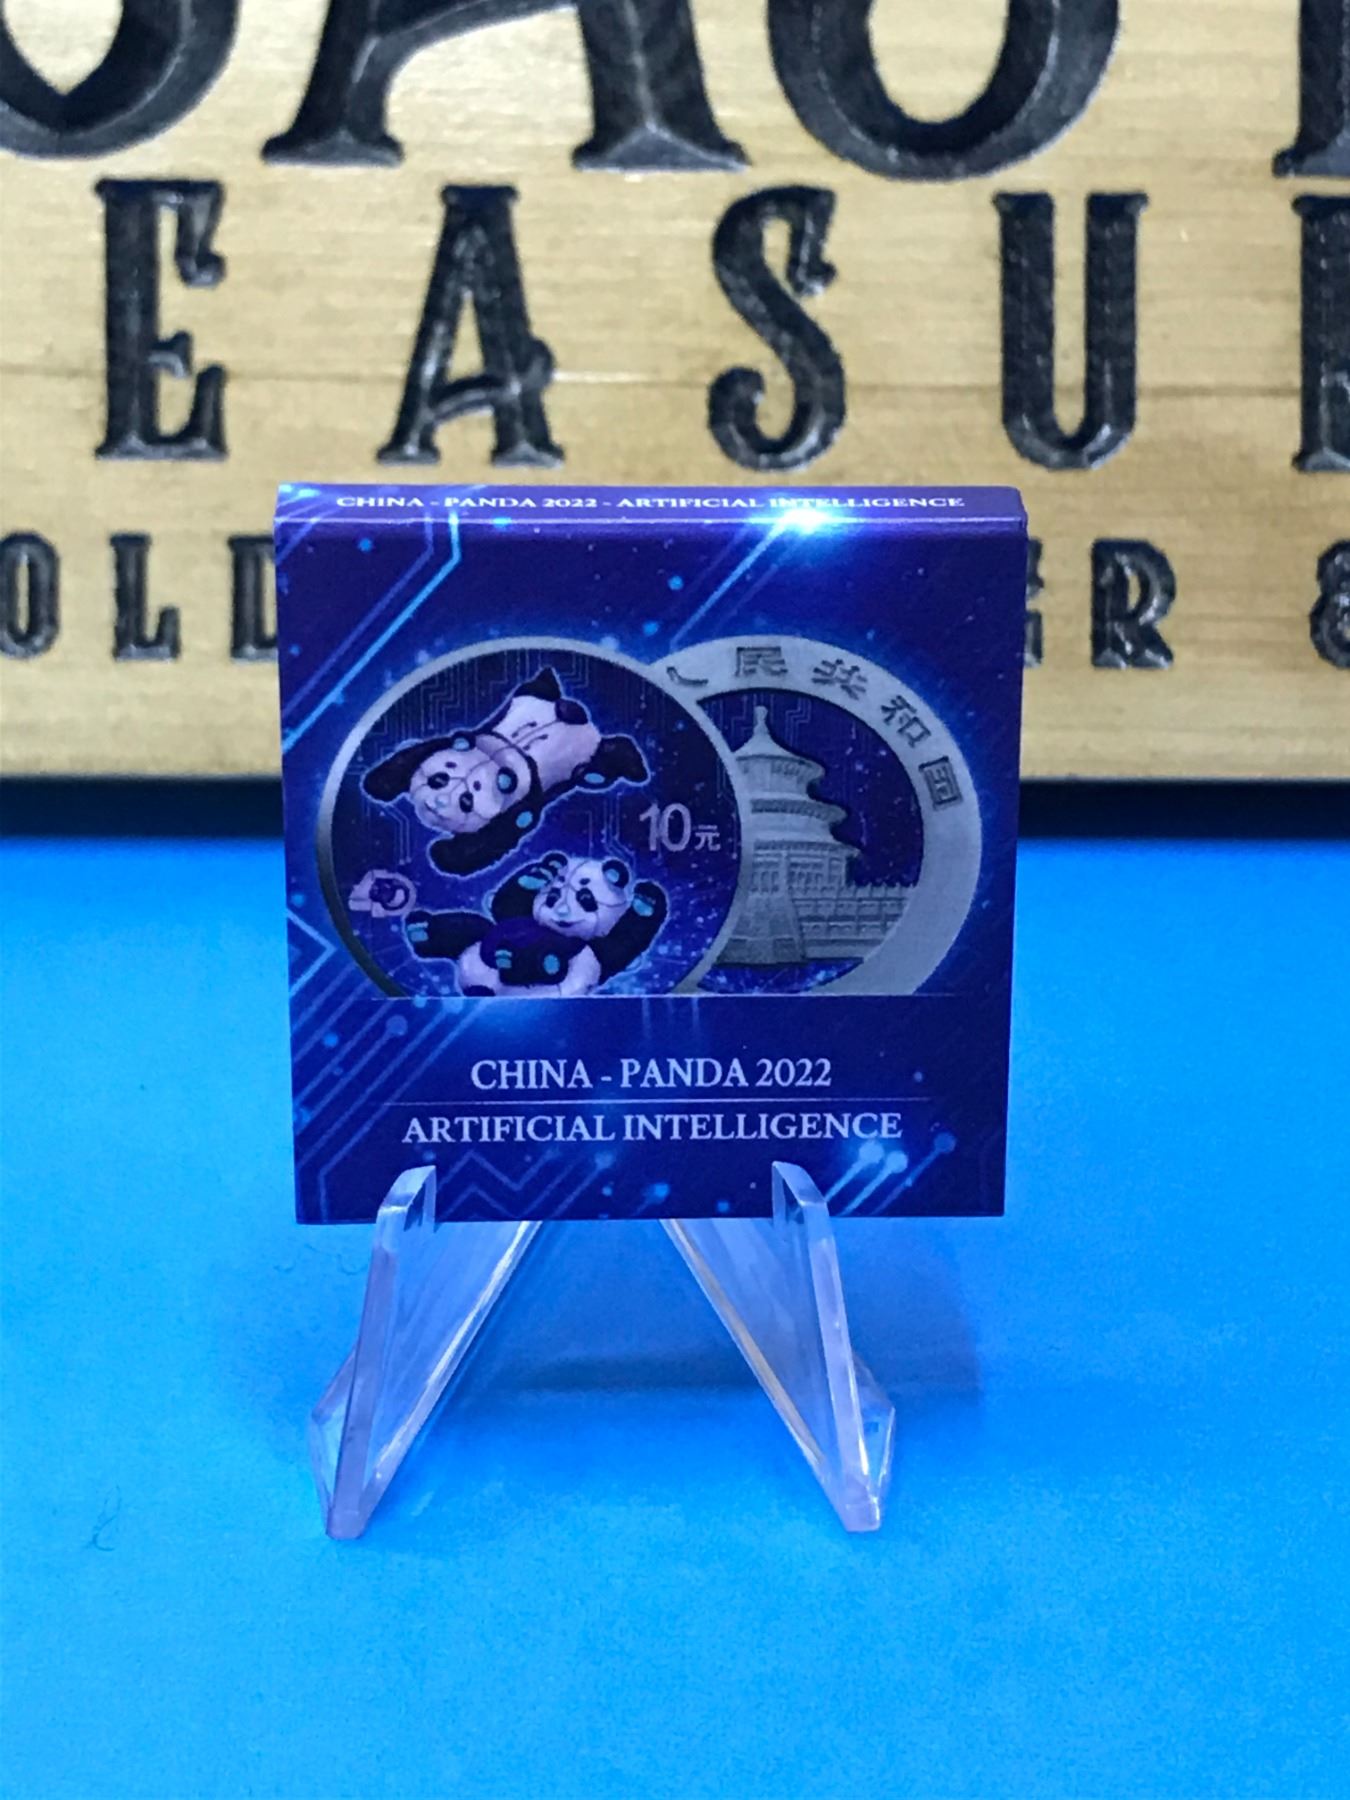 EASU
OLD
ER &
CHINA - PANDA 2022 - ARTIFICIAL INTELLIGENCE
民共和国
10元
CHINA - PANDA 2022
ARTIFICIAL INTELLIGENCE